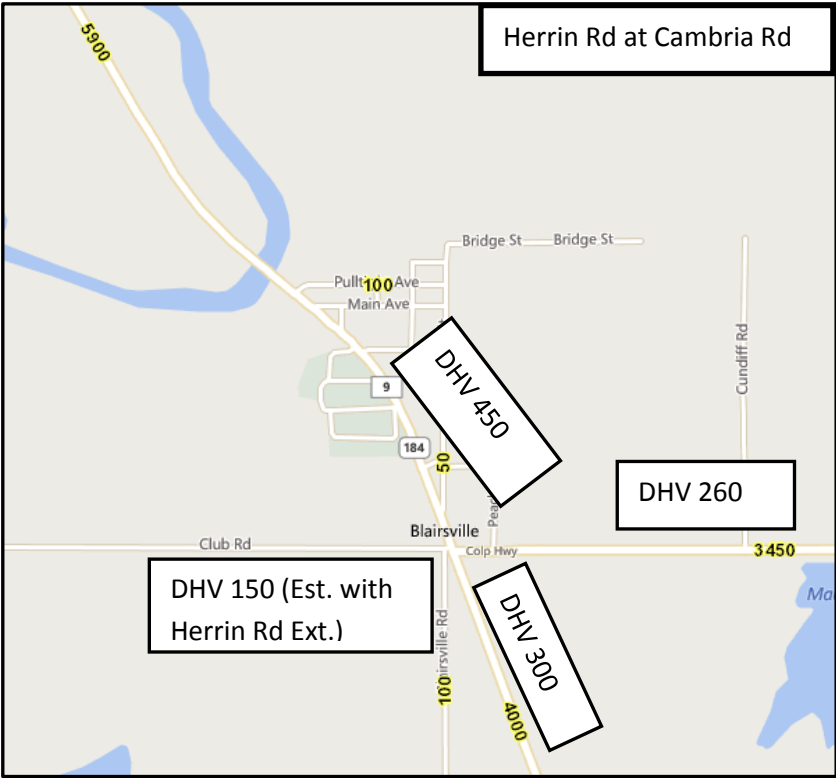 Herrin Rd at Cambria Rd
5900
Bridge St
Bridge St
100
Ave
Main Ave
Cundiff Rd
DHV 450
9
184
50
DHV 260
Blairsville
Club Rd
Colp Hwy
3450
DHV 150 (Est. with
Herrin Rd Ext.)
DHV 300
Rd
100
4000